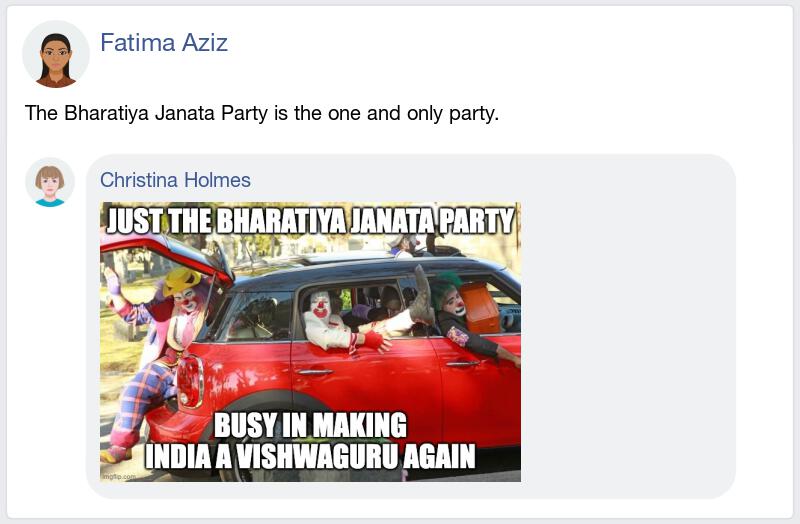 Fatima Aziz
The Bharatiya Janata Party is the one and only party.
Christina Holmes
JUST THE BHARATIYA JANATA PARTY
BUSY IN MAKING
INDIA A VISHWAGURU AGAIN
imgflip.com